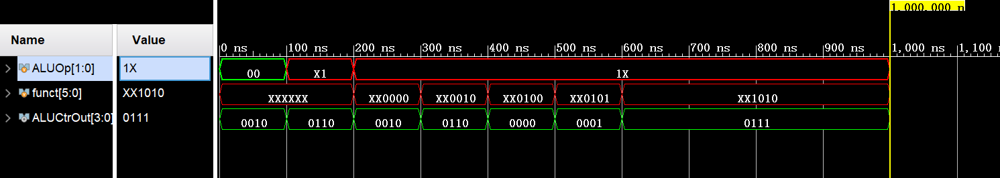 1,000.000 n
Name Value
0 ns 100 ns 200 ns 300 ns 400 ns 500 ns 600 ns 700 ns 800 ns 900 ns 1,000 ns 1,100
ALUOp[1:0] 1X 00 X1 1X
funct[5:0] XX1010 XXXXXX XX0000 XX0010 XX0100 XX0101 XX1010
ALUCtrOut[3:0] 0111 0010 0110 0010 0110 0000 0001 0111